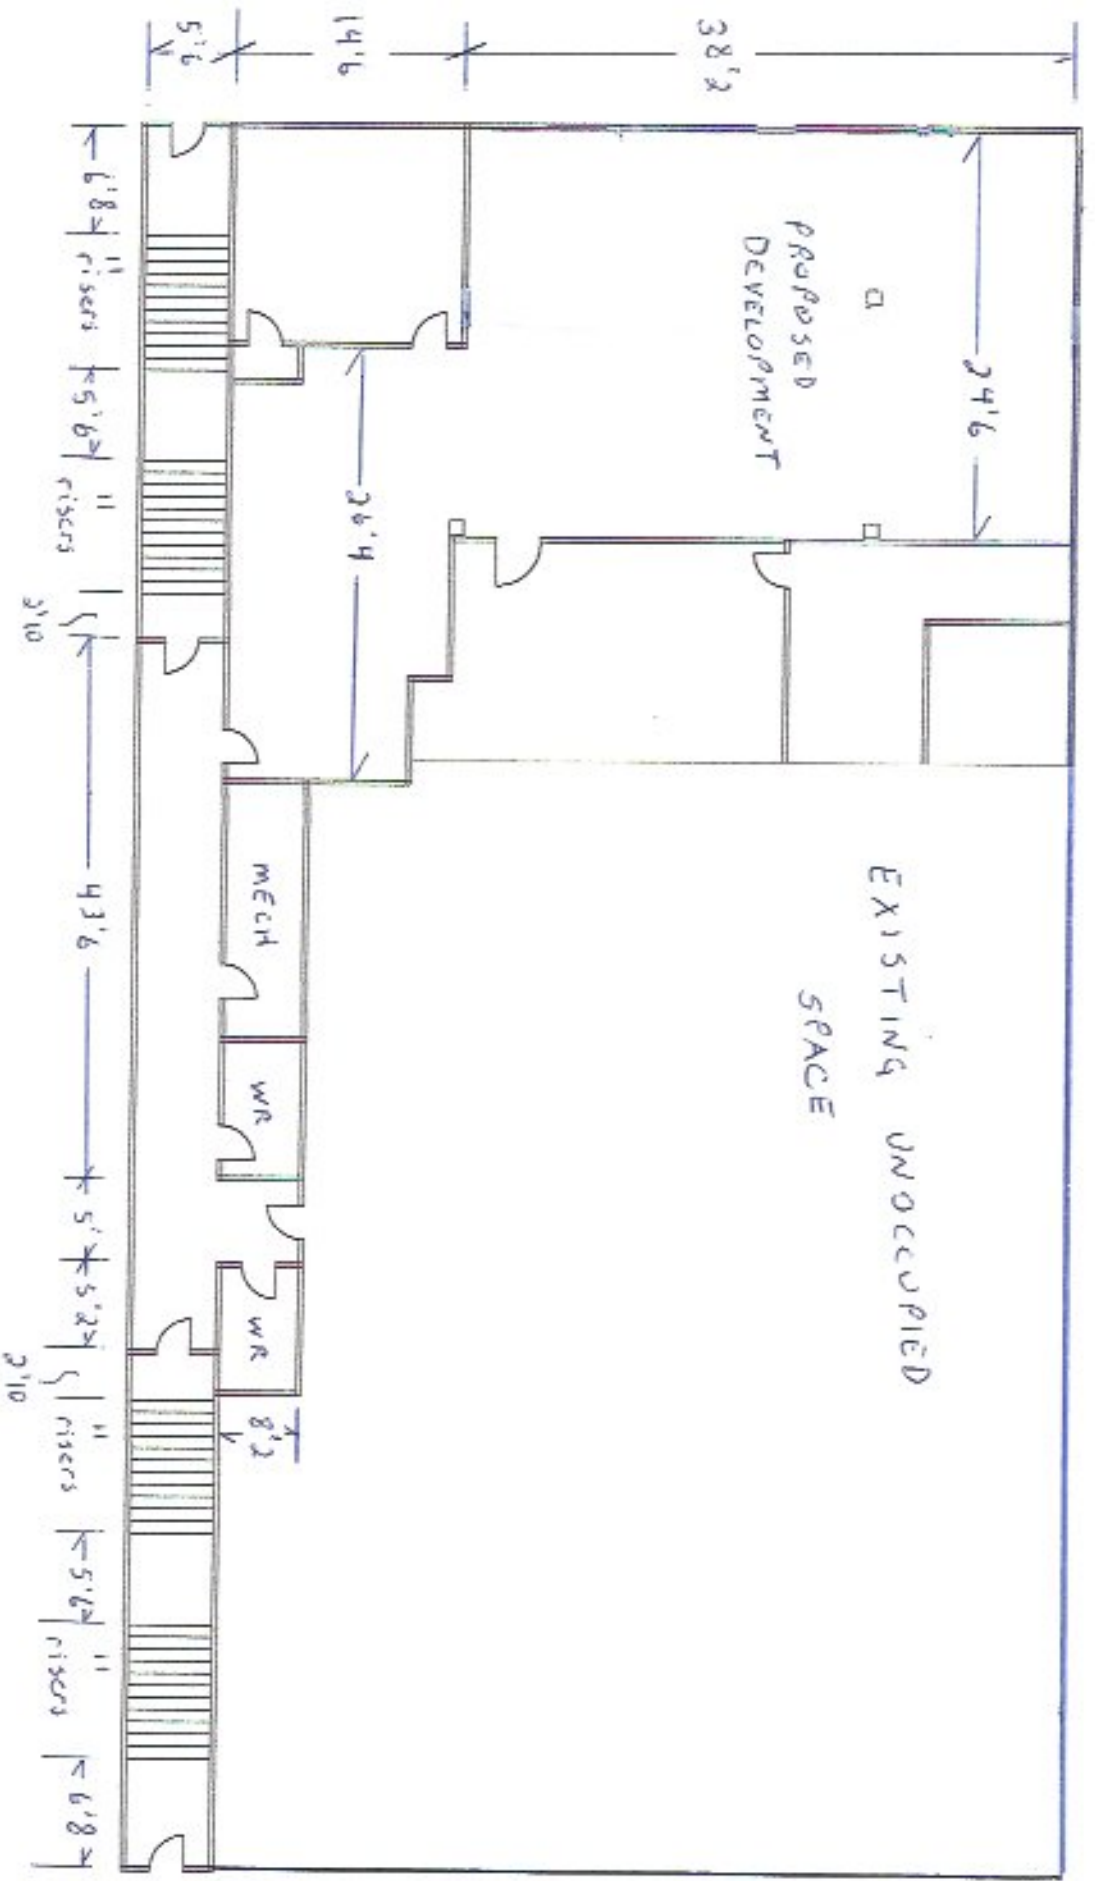 24'6
EXISTING UNOCCUPIED
SPACE
PROPOSED
DEVELOPMENT
38'2
26'4
14'6
MECH
WR
WR
8'2
5'6
6'8
11
risers
5'6
11
risers
2'10
43'6
5'
5'2
2'10
11
risers
5'6
11
risers
6'8